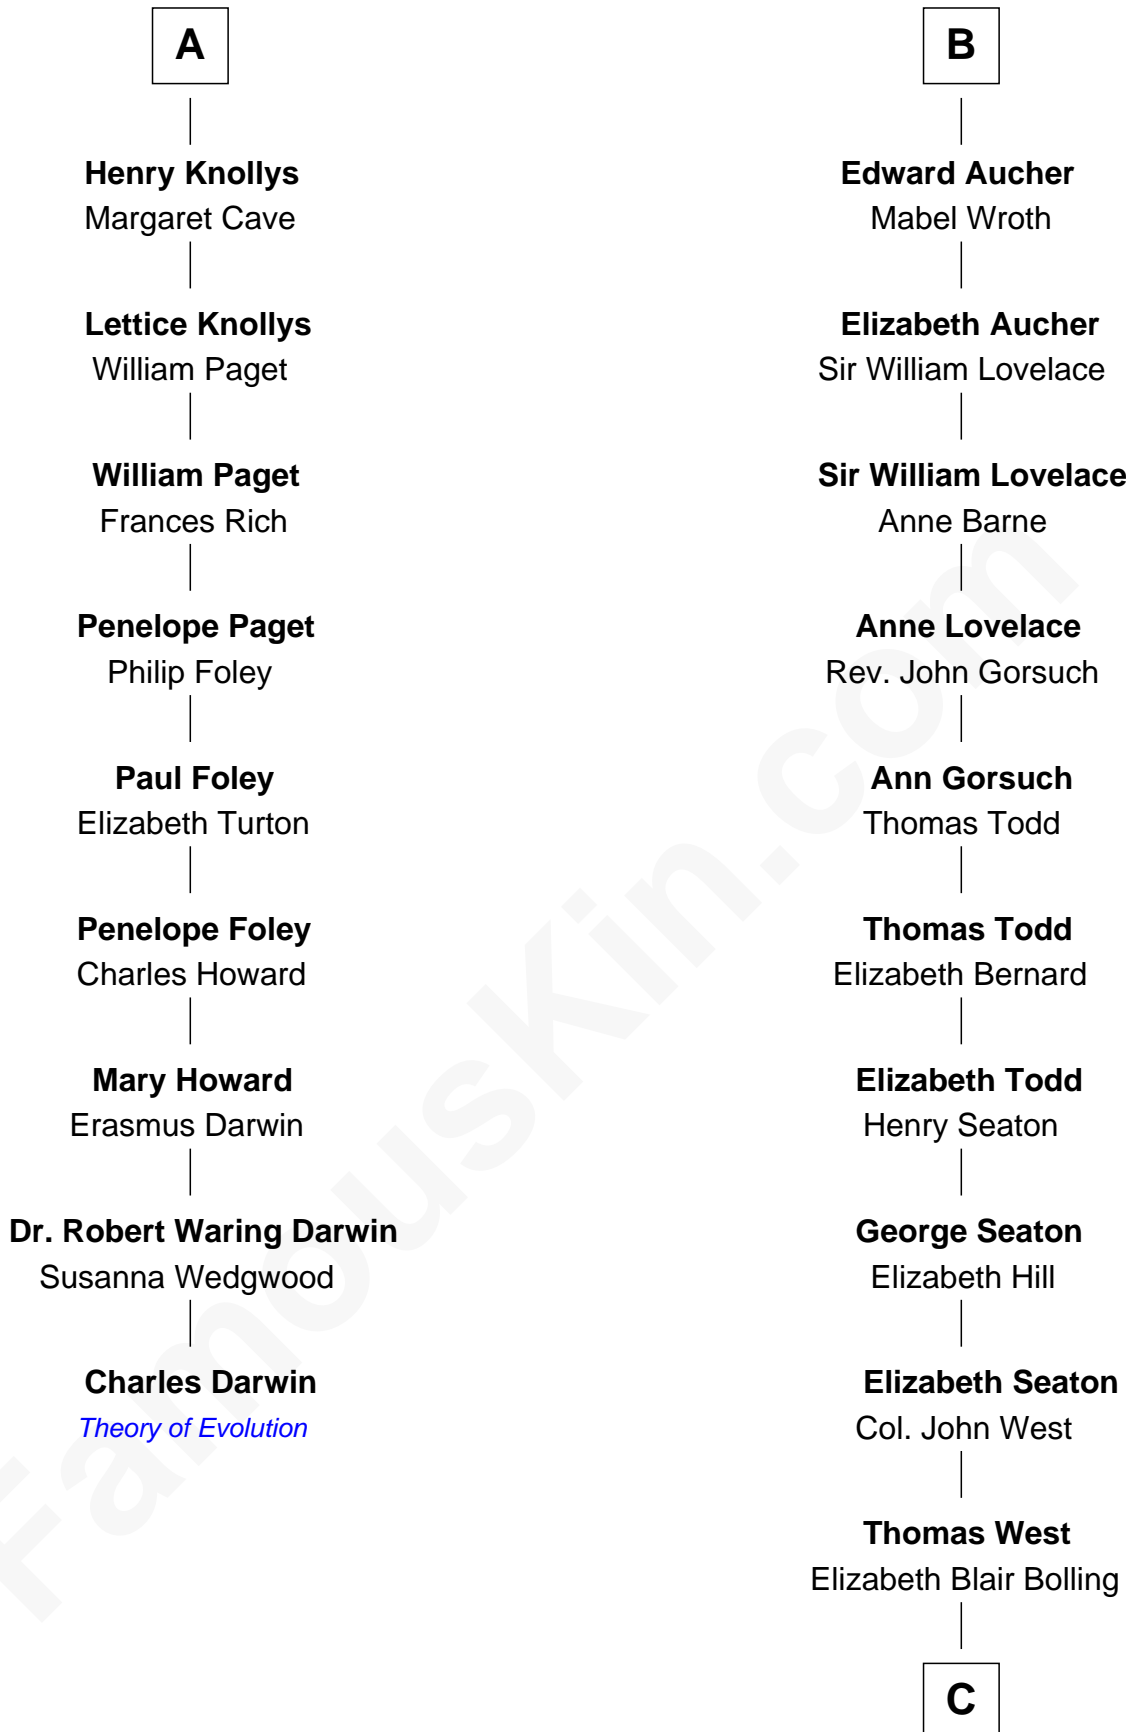 A
Henry Knollys
Margaret Cave
Lettice Knollys
William Paget
William Paget
Frances Rich
Penelope Paget
Philip Foley
Paul Foley
Elizabeth Turton
Penelope Foley
Charles Howard
Mary Howard
Erasmus Darwin
Dr. Robert Waring Darwin
Susanna Wedgwood
Charles Darwin
Theory of Evolution
B
Edward Aucher
Mabel Wroth
Elizabeth Aucher
Sir William Lovelace
Sir William Lovelace
Anne Barne
Anne Lovelace
Rev. John Gorsuch
Ann Gorsuch
Thomas Todd
Thomas Todd
Elizabeth Bernard
Elizabeth Todd
Henry Seaton
George Seaton
Elizabeth Hill
Elizabeth Seaton
Col. John West
Thomas West
Elizabeth Blair Bolling
C
FamousKin.com